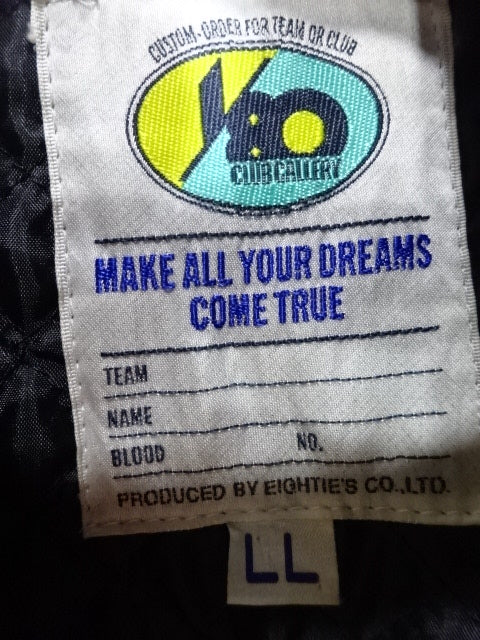 CUSTOM-ORDER FOR TEAM OR CLUB
1/80
CLUB GALLERY
MAKE ALL YOUR DREAMS
COME TRUE
TEAM
NAME
BLOOD NO.
PRODUCED BY EIGHTIE'S CO.,LTD.
LL